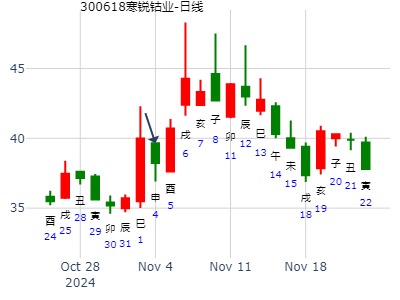 300618寒锐钴业-日线
45
40
35
酉
24
戌
25
丑
28
寅
29
卯
30
辰
31
巳
1
申
4
酉
5
戌
6
亥
7
子
8
卯
11
辰
12
巳
13
午
14
未
15
戌
18
亥
19
子
20
丑
21
寅
22
Oct 28
2024
Nov 4
Nov 11
Nov 18